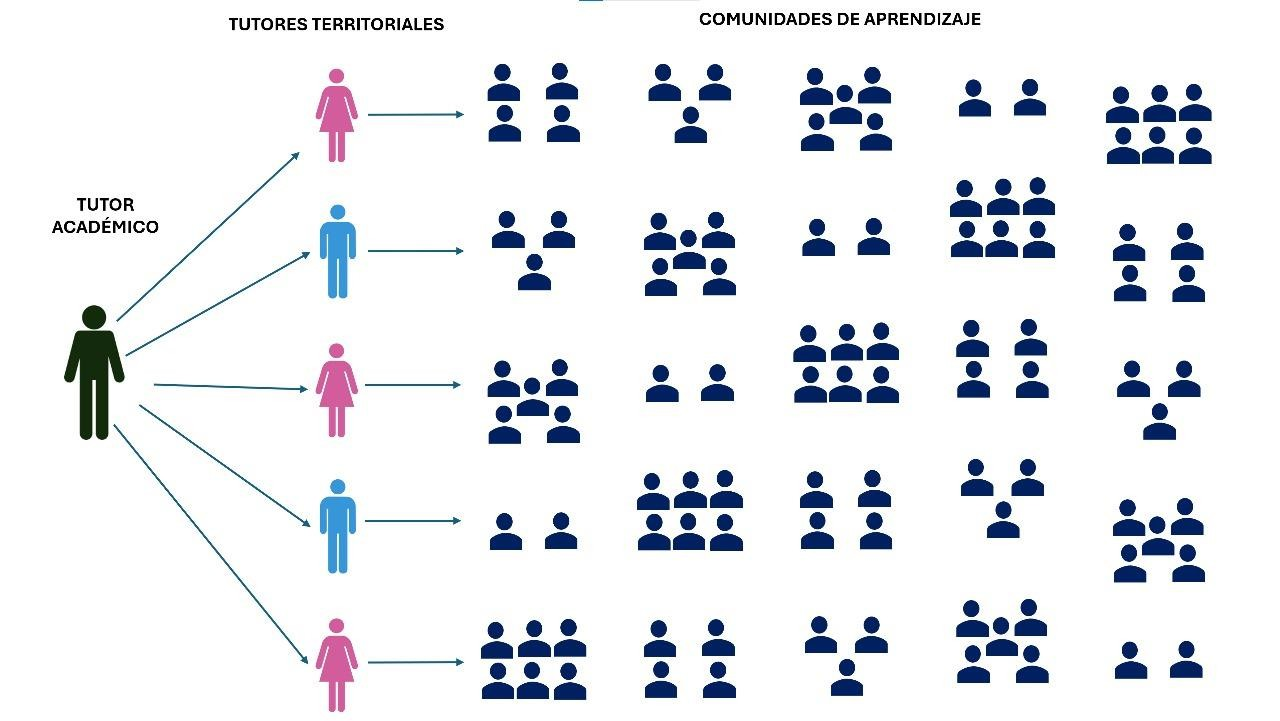 TUTORES TERRITORIALES
COMUNIDADES DE APRENDIZAJE
TUTOR
ACADÉMICO